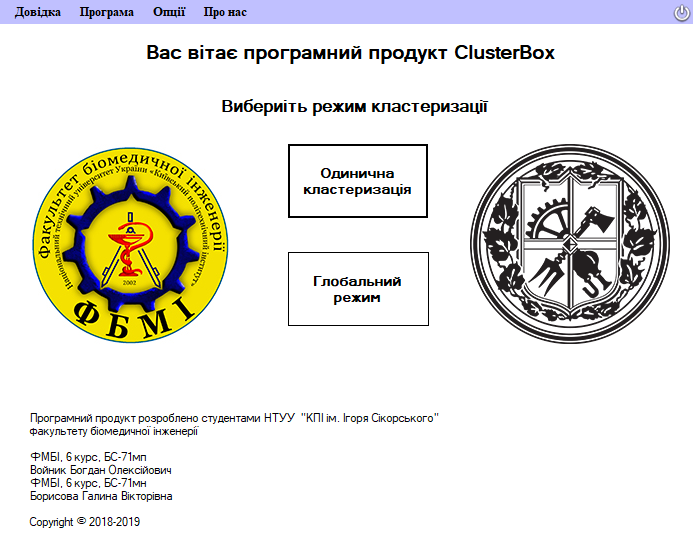 Довідка Програма Опції Про нас
Вас вітає програмний продукт ClusterBox
Вибериіть режим кластеризації
Факультет біомедичної інженерії
Національний технічний університет України «Київський політехнічний інститут»
2002
ФБМІ
Одинична
кластеризація
Глобальний
режим
Програмний продукт розроблено студентами НТУУ "КПІ ім. Ігоря Сікорського"
факультету біомедичної інженерії
ФМБІ, 6 курс, БС-71мп
Войник Богдан Олексійович
ФМБІ, 6 курс, БС-71мн
Борисова Галина Вікторівна
Copyright © 2018-2019